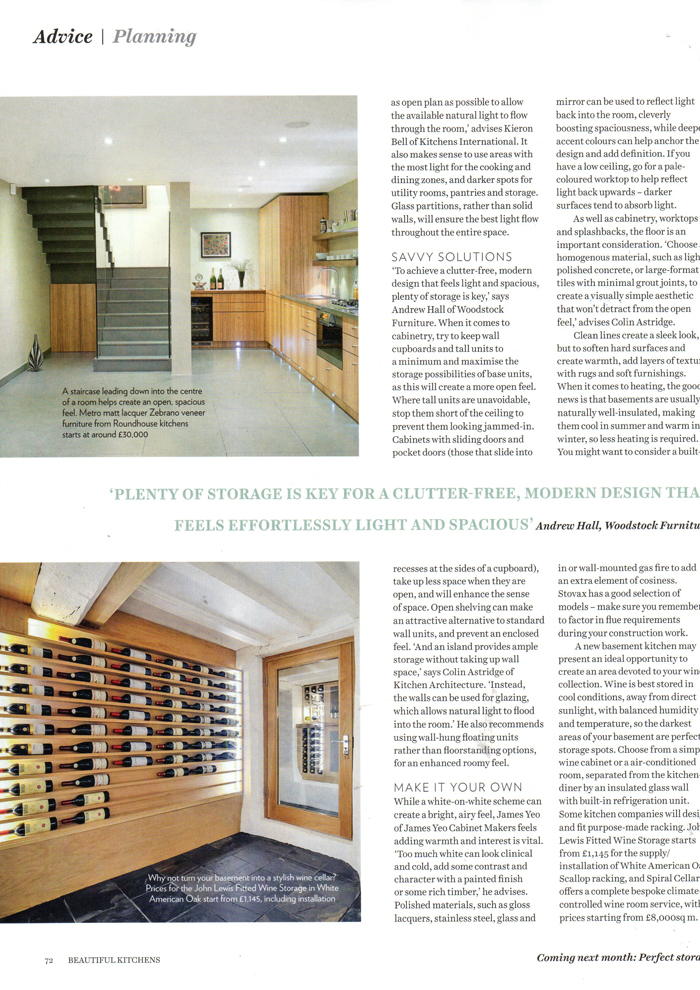 Advice | Planning
A staircase leading down into the centre
of a room helps create an open, spacious
feel. Metro matt lacquer Zebrano veneer
furniture from Roundhouse kitchens
starts at around £30,000
as open plan as possible to allow
the available natural light to flow
through the room,’ advises Kieron
Bell of Kitchens International. It
also makes sense to use areas with
the most light for the cooking and
dining zones, and darker spots for
utility rooms, pantries and storage.
Glass partitions, rather than solid
walls, will ensure the best light flow
throughout the entire space.
SAVVY SOLUTIONS
‘To achieve a clutter-free, modern
design that feels light and spacious,
plenty of storage is key,’ says
Andrew Hall of Woodstock
Furniture. When it comes to
cabinetry, try to keep wall
cupboards and tall units to
a minimum and maximise the
storage possibilities of base units,
as this will create a more open feel.
Where tall units are unavoidable,
stop them short of the ceiling to
prevent them looking jammed-in.
Cabinets with sliding doors and
pocket doors (those that slide into
mirror can be used to reflect light
back into the room, cleverly
boosting spaciousness, while deepe
accent colours can help anchor the
design and add definition. If you
have a low ceiling, go for a pale-
coloured worktop to help reflect
light back upwards – darker
surfaces tend to absorb light.
As well as cabinetry, worktops
and splashbacks, the floor is an
important consideration. ‘Choose
homogenous material, such as ligh
polished concrete, or large-format
tiles with minimal grout joints, to
create a visually simple aesthetic
that won’t detract from the open
feel,’ advises Colin Astridge.
Clean lines create a sleek look,
but to soften hard surfaces and
create warmth, add layers of textu
with rugs and soft furnishings.
When it comes to heating, the good
news is that basements are usually
naturally well-insulated, making
them cool in summer and warm in
winter, so less heating is required.
You might want to consider a built-
‘PLENTY OF STORAGE IS KEY FOR A CLUTTER-FREE, MODERN DESIGN THA
FEELS EFFORTLESSLY LIGHT AND SPACIOUS’ Andrew Hall, Woodstock Furnitu
Why not turn your basement into a stylish wine cellar?
Prices for the John Lewis Fitted Wine Storage in White
American Oak start from £1,145, including installation
recesses at the sides of a cupboard),
take up less space when they are
open, and will enhance the sense
of space. Open shelving can make
an attractive alternative to standard
wall units, and prevent an enclosed
feel. ‘And an island provides ample
storage without taking up wall
space,’ says Colin Astridge of
Kitchen Architecture. ‘Instead,
the walls can be used for glazing,
which allows natural light to flood
into the room.’ He also recommends
using wall-hung floating units
rather than floorstanding options,
for an enhanced roomy feel.
MAKE IT YOUR OWN
While a white-on-white scheme can
create a bright, airy feel, James Yeo
of James Yeo Cabinet Makers feels
adding warmth and interest is vital.
‘Too much white can look clinical
and cold, add some contrast and
character with a painted finish
or some rich timber,’ he advises.
Polished materials, such as gloss
lacquers, stainless steel, glass and
in or wall-mounted gas fire to add
an extra element of cosiness.
Stovax has a good selection of
models – make sure you remember
to factor in flue requirements
during your construction work.
A new basement kitchen may
present an ideal opportunity to
create an area devoted to your wine
collection. Wine is best stored in
cool conditions, away from direct
sunlight, with balanced humidity
and temperature, so the darkest
areas of your basement are perfect
storage spots. Choose from a simp
wine cabinet or a air-conditioned
room, separated from the kitchen-
diner by an insulated glass wall
with built-in refrigeration unit.
Some kitchen companies will desi
and fit purpose-made racking. Joh
Lewis Fitted Wine Storage starts
from £1,145 for the supply/
installation of White American Oa
Scallop racking, and Spiral Cellar
offers a complete bespoke climate-
controlled wine room service, with
prices starting from £8,000sq m.
72 BEAUTIFUL KITCHENS
Coming next month: Perfect stora